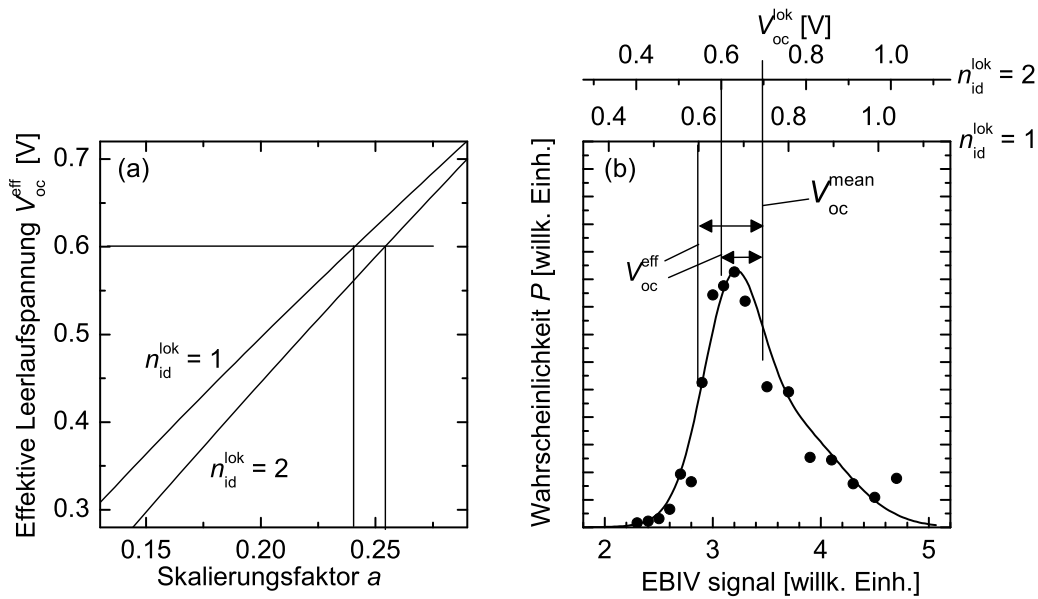 V_oc^lok [V]
0.4 0.6 0.8 1.0
n_id^lok = 2
0.4 0.6 0.8 1.0
n_id^lok = 1
(a)
0.7
0.6
0.5
0.4
0.3
Effektive Leerlaufspannung V_oc^eff [V]
n_id^lok = 1
n_id^lok = 2
0.15 0.20 0.25
Skalierungsfaktor a
(b)
V_oc^mean
V_oc^eff
Wahrscheinlichkeit P [willk. Einh.]
2 3 4 5
EBIV signal [willk. Einh.]